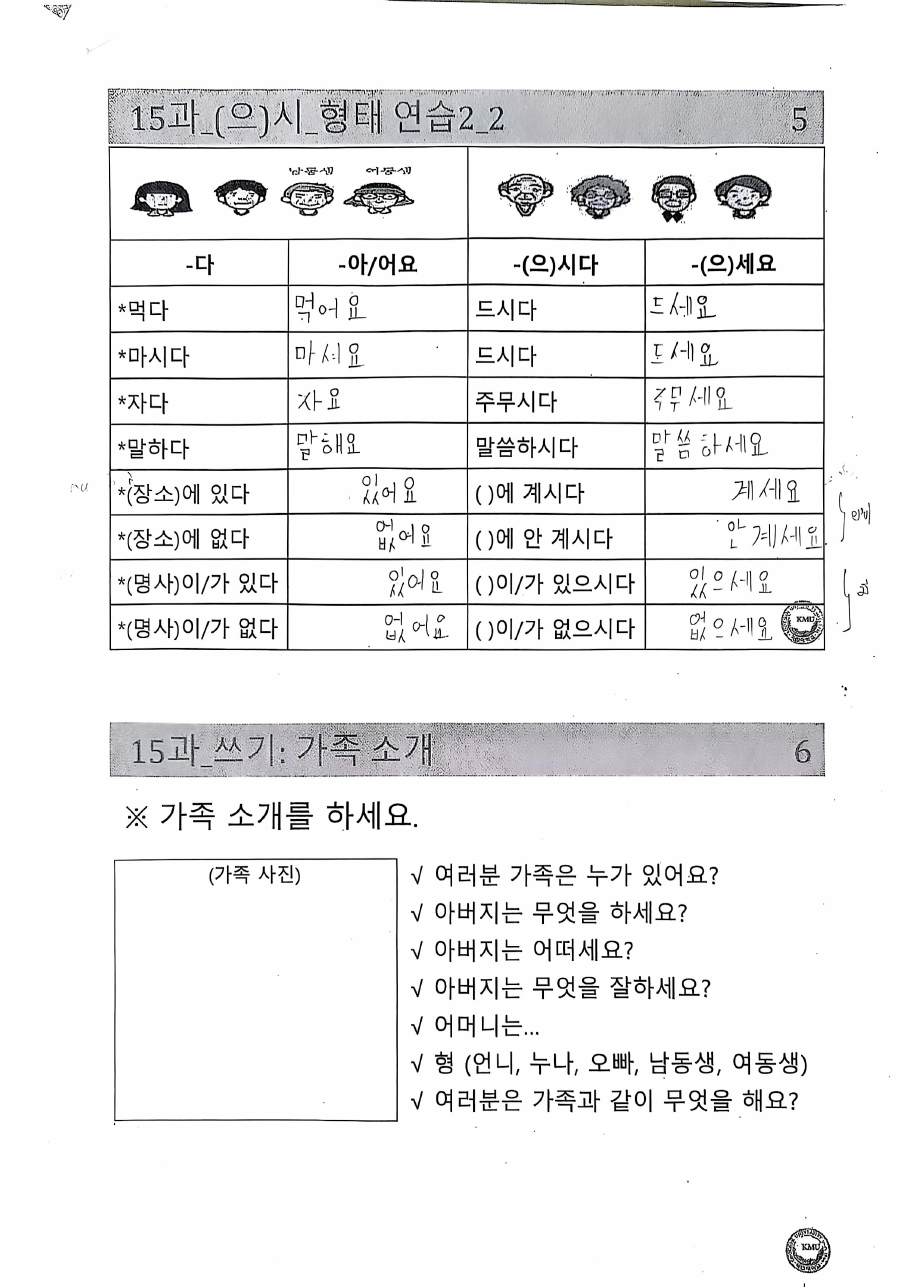 15과_(으)시_형태 연습2_2 5
남동생 여동생
-다 -아/어요 -(으)시다 -(으)세요
*먹다 먹어요 드시다 드세요
*마시다 마셔요 드시다 드세요
*자다 자요 주무시다 주무세요
*말하다 말해요 말씀하시다 말씀하세요
*(장소)에 있다 있어요 ( )에 계시다 계세요
*(장소)에 없다 없어요 ( )에 안 계시다 안 계세요
*(명사)이/가 있다 있어요 ( )이/가 있으시다 있으세요
*(명사)이/가 없다 없어요 ( )이/가 없으시다 없으세요
KMU
15과_쓰기: 가족 소개 6
※ 가족 소개를 하세요.
(가족 사진)
√ 여러분 가족은 누가 있어요?
√ 아버지는 무엇을 하세요?
√ 아버지는 어떠세요?
√ 아버지는 무엇을 잘하세요?
√ 어머니는...
√ 형 (언니, 누나, 오빠, 남동생, 여동생)
√ 여러분은 가족과 같이 무엇을 해요?
KMU